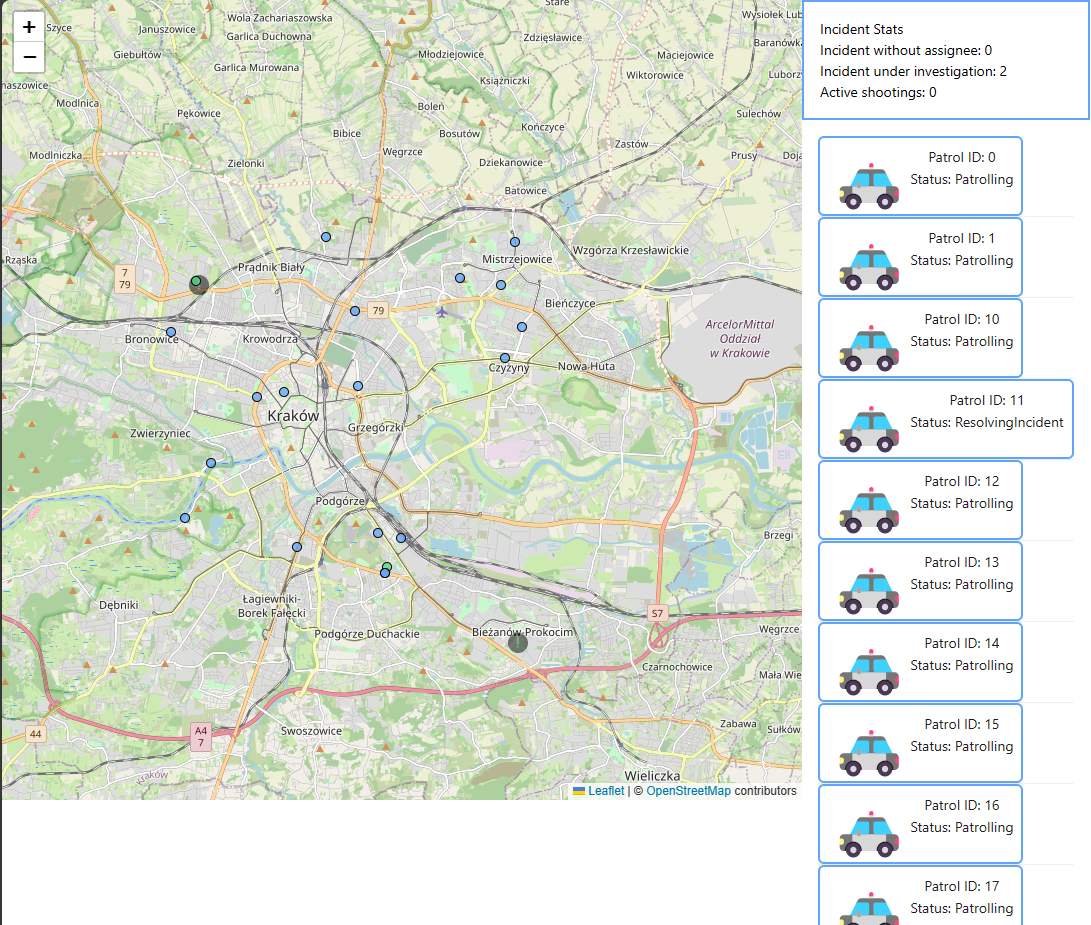 +
−
Szyce
Wola Zachariaszowska
Garlica Duchowna
Giebułtów
Garlica Murowana
Zdzięsławice
Młodziejowice
Książniczki
Maciejowice
Wiktorowice
Modlnica
Pękowice
Boleń
Bosutów
Kończyce
Sulechów
Bibice
Węgrzce
Zastów
Prusy
Modlniczka
Zielonki
Dziekanowice
Batowice
Rząska
7
79
Prądnik Biały
Mistrzejowice
Wzgórza Krzesławickie
79
Bieńczyce
Bronowice
Krowodrza
ArcelorMittal
Oddział
w Krakowie
Czyżyny
Nowa Huta
Kraków
Grzegórzki
Zwierzyniec
Podgórze
Brzegi
Dębniki
Łagiewniki-
Borek Fałęcki
Podgórze Duchackie
Bieżanów-Prokocim
S7
Węgrzce
Czarnochowice
Mała Wie
44
A4
7
Swoszowice
Zabawa
Sułków
Kraków
Wieliczka
Leaflet | © OpenStreetMap contributors
Incident Stats
Incident without assignee: 0
Incident under investigation: 2
Active shootings: 0
Patrol ID: 0
Status: Patrolling
Patrol ID: 1
Status: Patrolling
Patrol ID: 10
Status: Patrolling
Patrol ID: 11
Status: ResolvingIncident
Patrol ID: 12
Status: Patrolling
Patrol ID: 13
Status: Patrolling
Patrol ID: 14
Status: Patrolling
Patrol ID: 15
Status: Patrolling
Patrol ID: 16
Status: Patrolling
Patrol ID: 17
Status: Patrolling